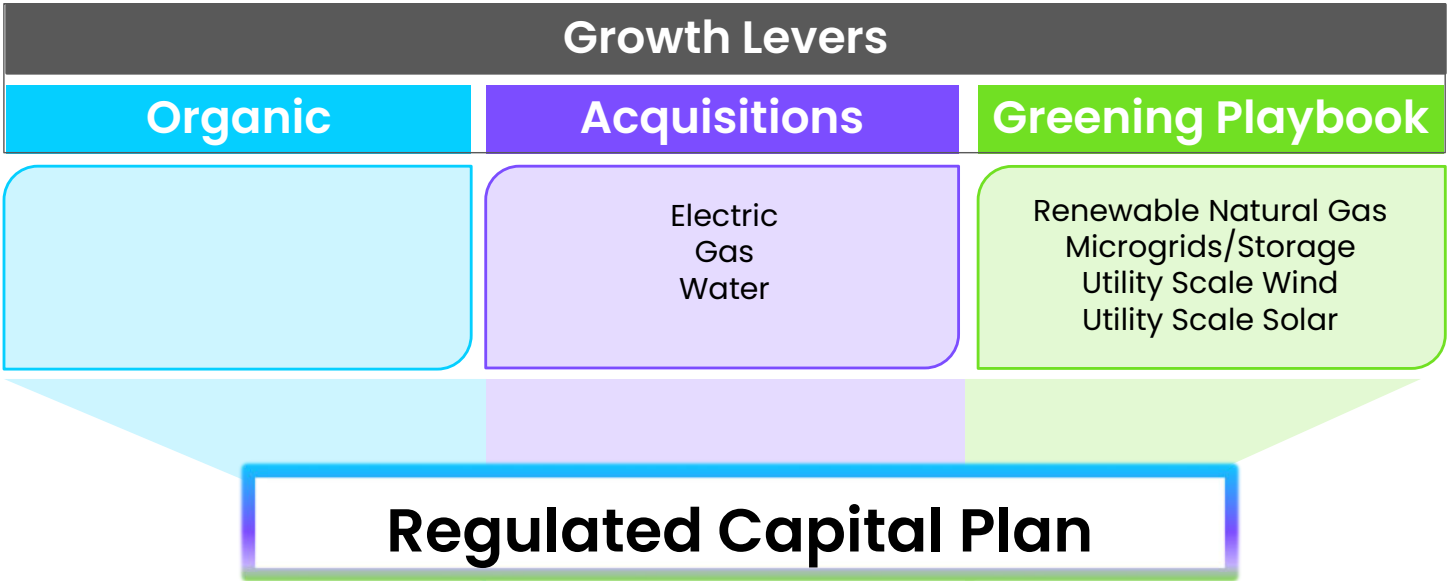 Growth Levers
Organic
Acquisitions
Greening Playbook
Electric
Gas
Water
Renewable Natural Gas
Microgrids/Storage
Utility Scale Wind
Utility Scale Solar
Regulated Capital Plan